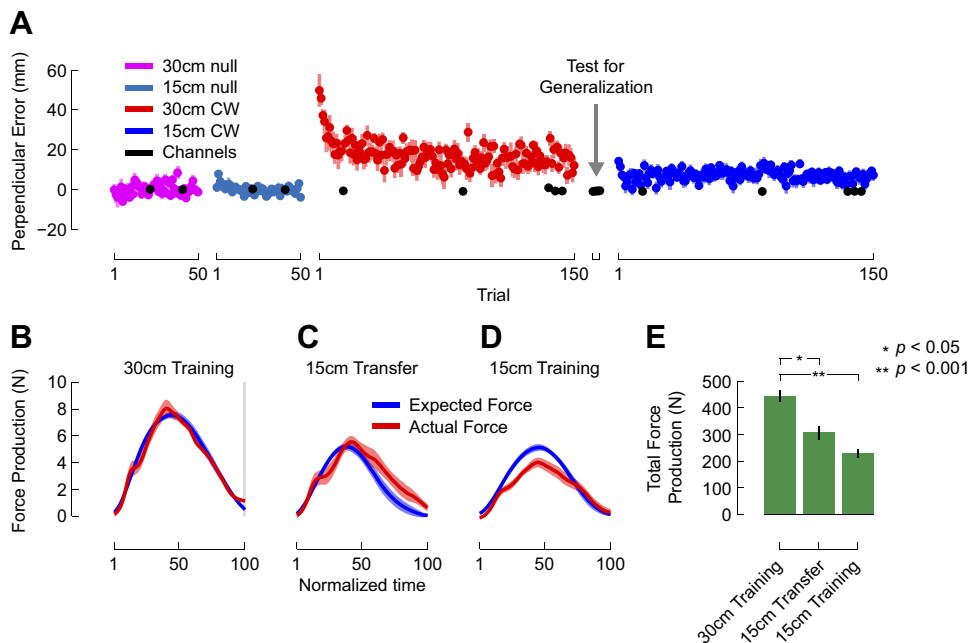 A
Perpendicular Error (mm)
60
40
20
0
−20
30cm null
15cm null
30cm CW
15cm CW
Channels
Test for
Generalization
1 50 1 50 1 150 1 150
Trial
B
30cm Training
Force Production (N)
10
8
6
4
2
0
1 50 100
C
15cm Transfer
1 50 100
Normalized time
D
15cm Training
Expected Force
Actual Force
1 50 100
E
* p < 0.05
** p < 0.001
*
**
Total Force
Production (N)
500
400
300
200
100
0
30cm Training
15cm Transfer
15cm Training